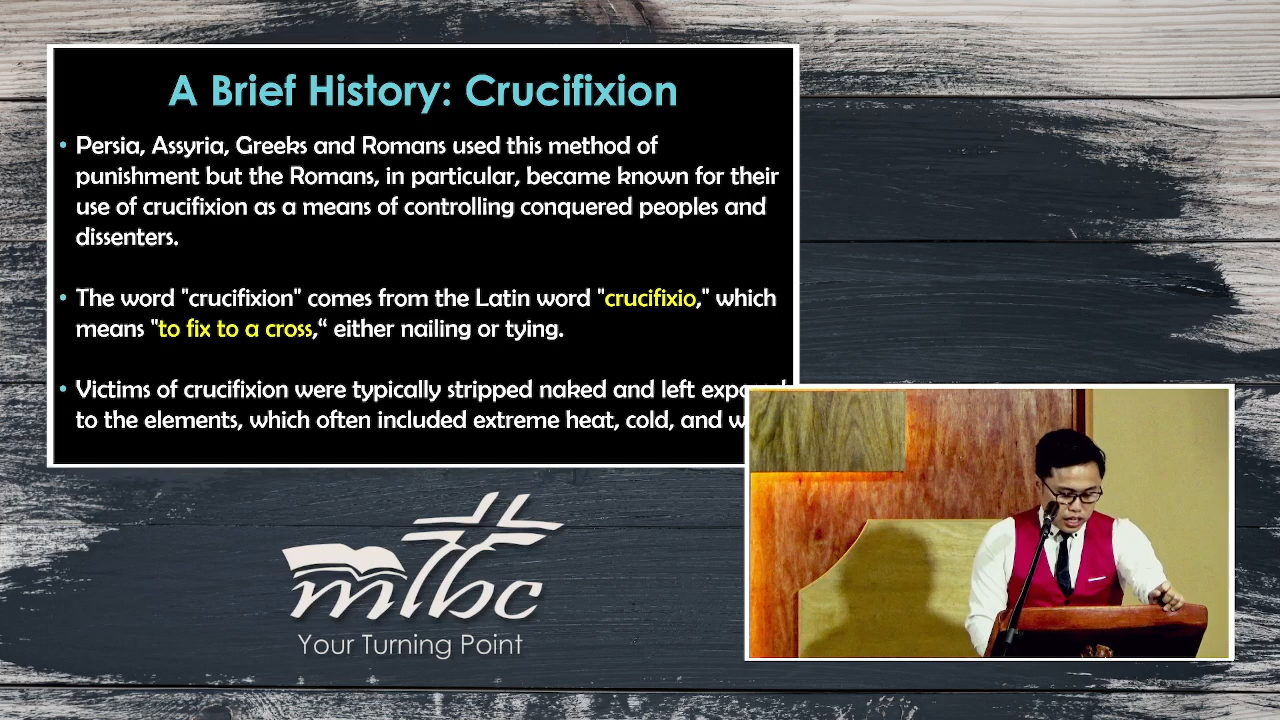 A Brief History: Crucifixion
• Persia, Assyria, Greeks and Romans used this method of
punishment but the Romans, in particular, became known for their
use of crucifixion as a means of controlling conquered peoples and
dissenters.
• The word "crucifixion" comes from the Latin word "crucifixio," which
means "to fix to a cross,“ either nailing or tying.
• Victims of crucifixion were typically stripped naked and left
to the elements, which often included extreme heat, cold, and
mlbc
Your Turning Point